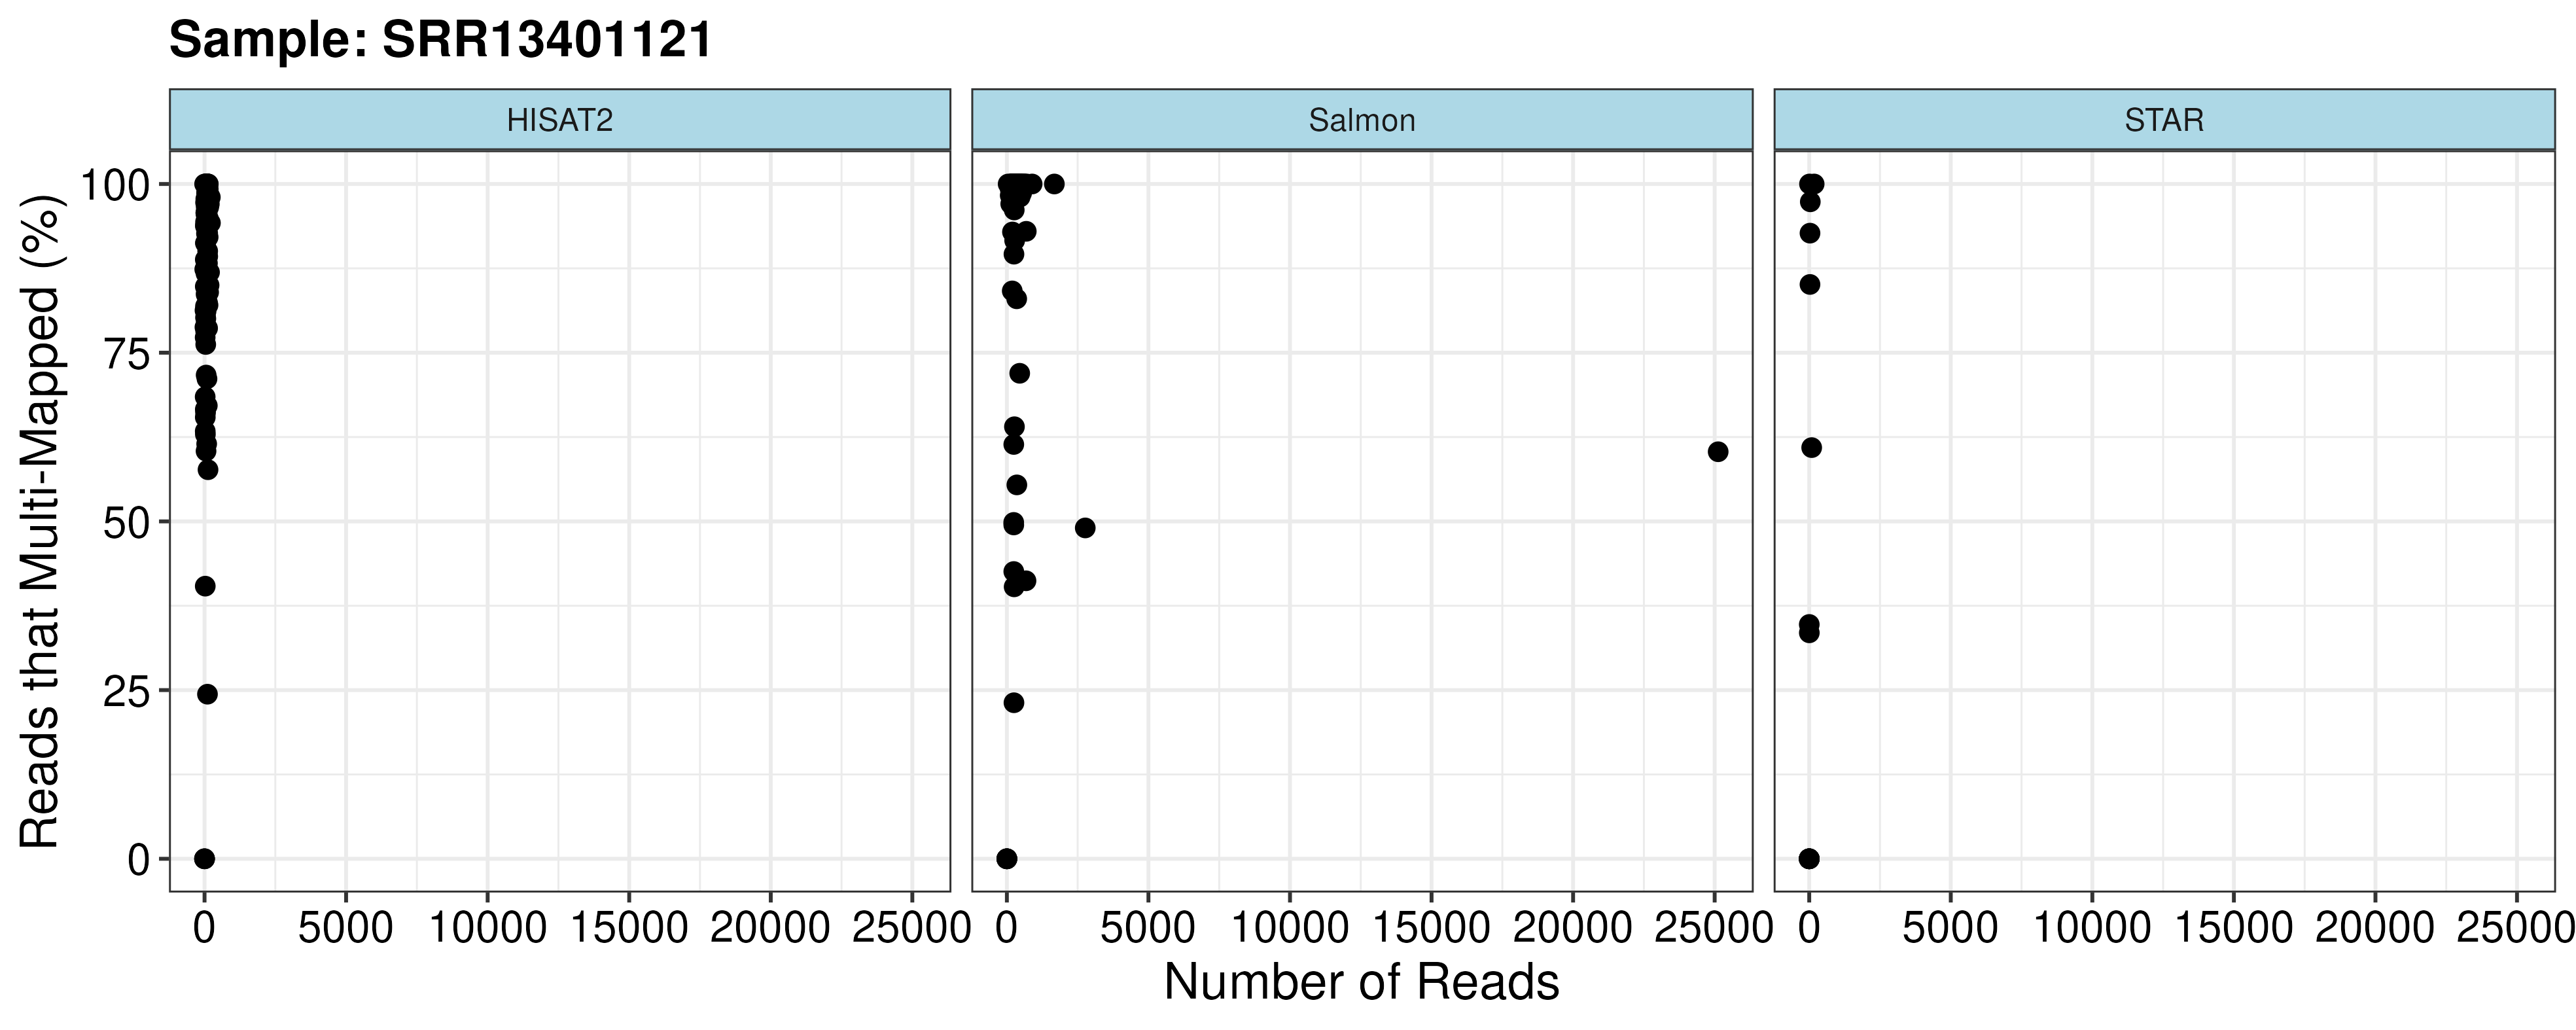 Sample: SRR13401121
HISAT2
Salmon
STAR
Reads that Multi-Mapped (%)
100
75
50
25
0
0 5000 10000 15000 20000 25000
0 5000 10000 15000 20000 25000
0 5000 10000 15000 20000 25000
Number of Reads